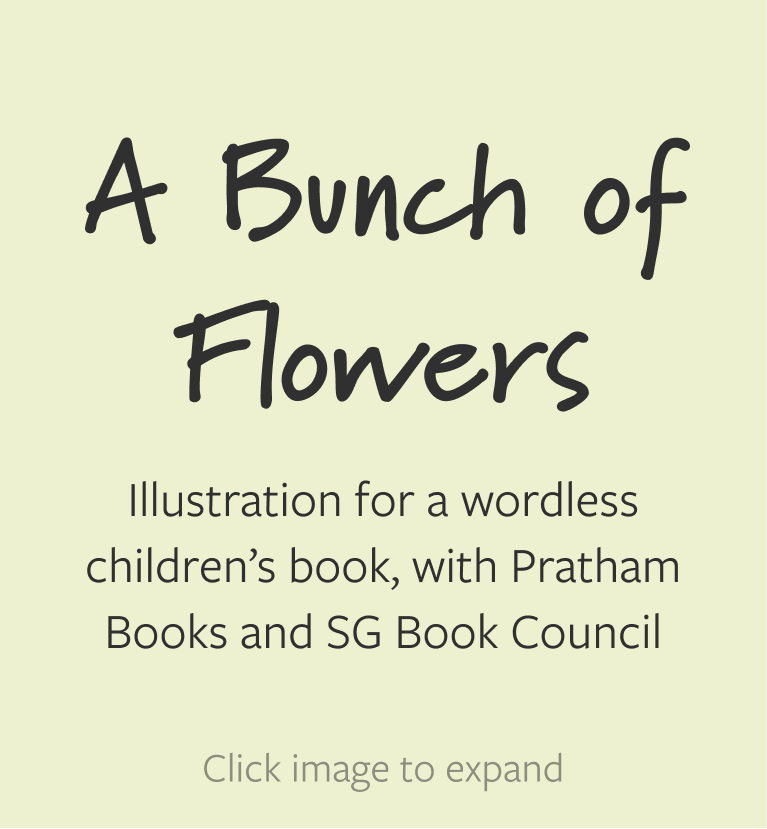 A Bunch of
Flowers
Illustration for a wordless
children’s book, with Pratham
Books and SG Book Council
Click image to expand